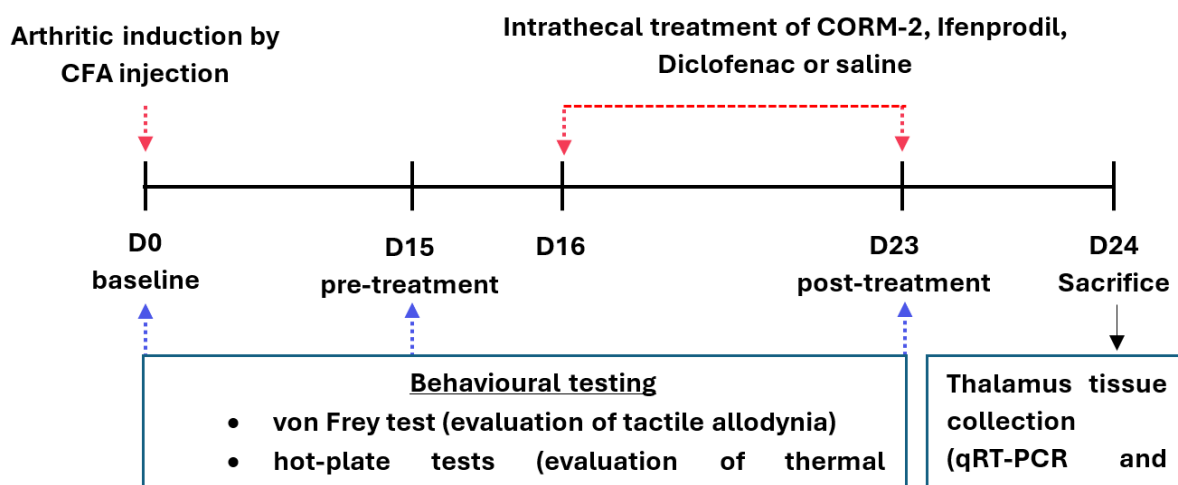 Arthritic induction by
CFA injection
Intrathecal treatment of CORM-2, Ifenprodil,
Diclofenac or saline
D0
baseline
D15
pre-treatment
D16
D23
post-treatment
D24
Sacrifice
Behavioural testing
• von Frey test (evaluation of tactile allodynia)
• hot-plate tests (evaluation of thermal
Thalamus tissue
collection
(qRT-PCR and